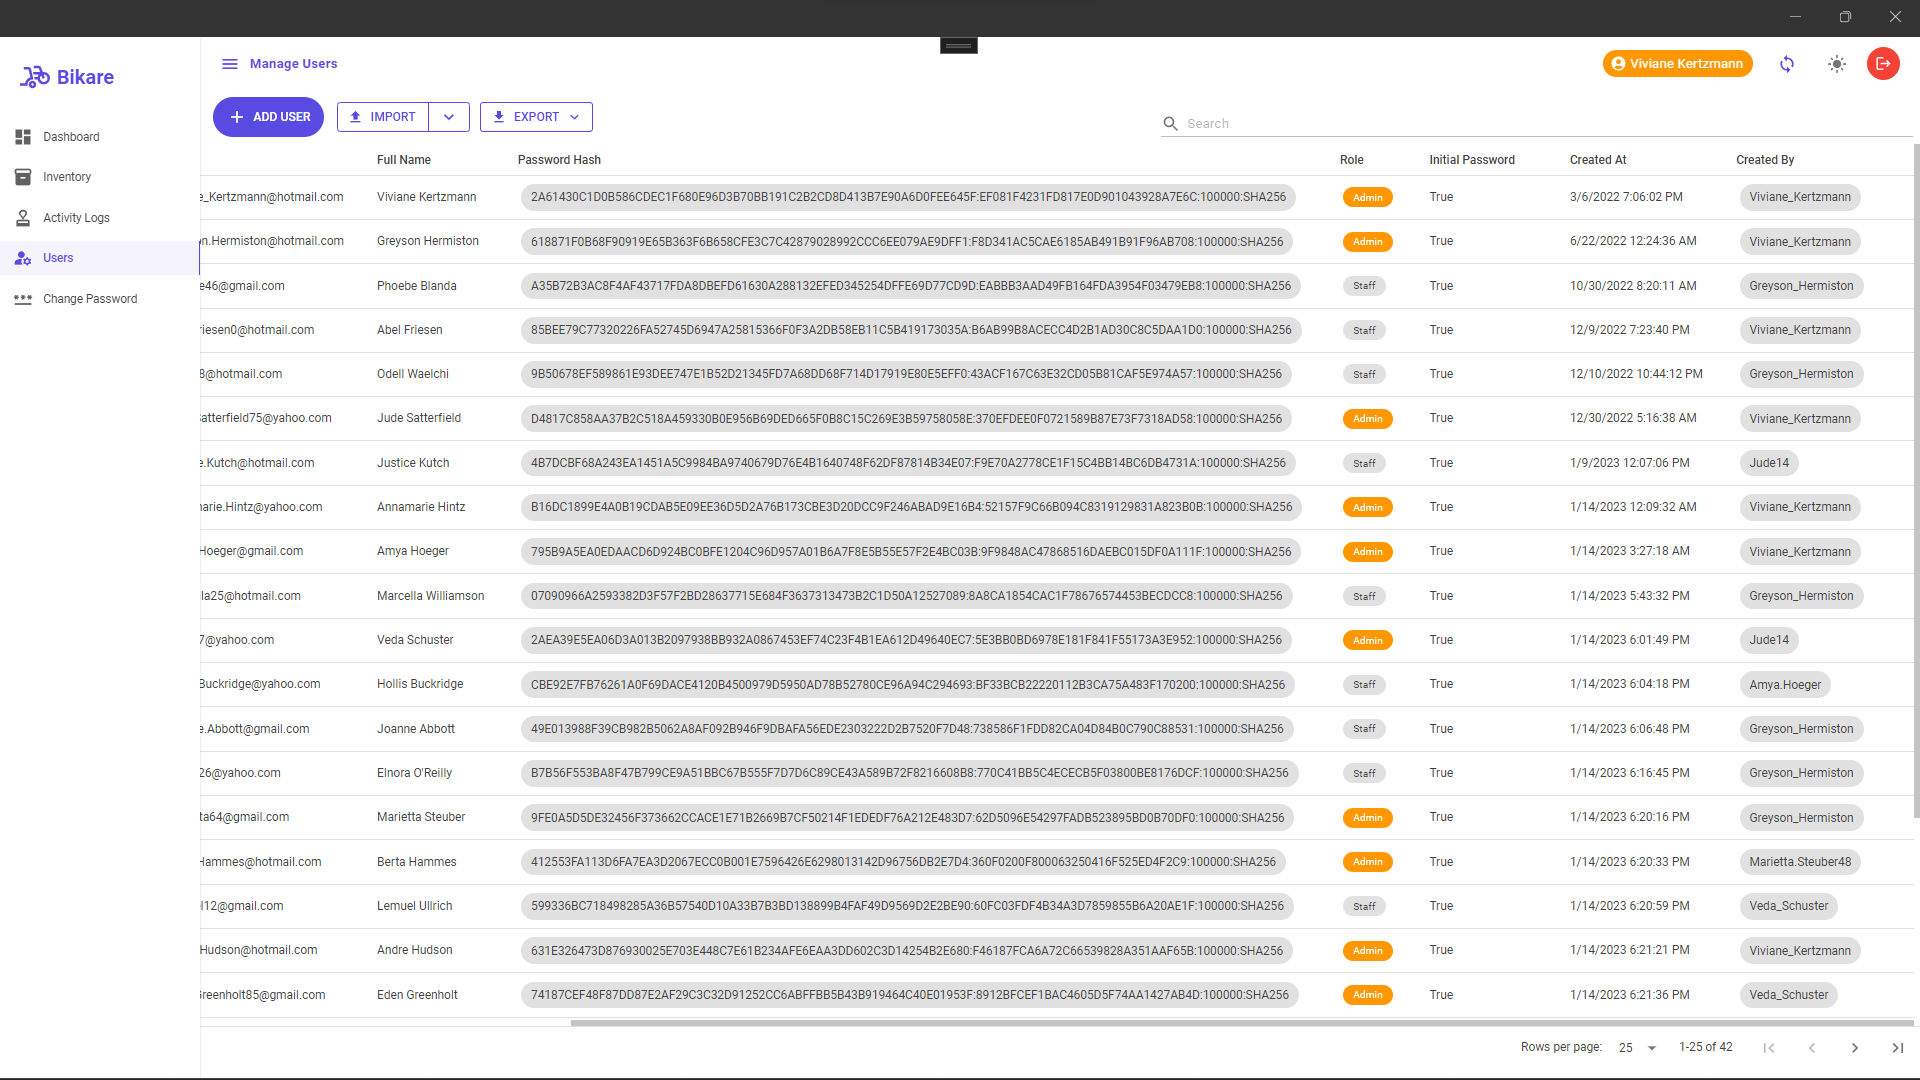 Bikare
Manage Users
Viviane Kertzmann
Dashboard
Inventory
Activity Logs
Users
Change Password
ADD USER
IMPORT
EXPORT
Search
Full Name Password Hash Role Initial Password Created At Created By
e_Kertzmann@hotmail.com Viviane Kertzmann 2A61430C1D0B586CDEC1F680E96D3B70BB191C2B2CD8D413B7E90A6D0FEE645F:EF081F4231FD817E0D901043928A7E6C:100000:SHA256 Admin True 3/6/2022 7:06:02 PM Viviane_Kertzmann
n.Hermiston@hotmail.com Greyson Hermiston 618871F0B68F90919E65B363F6B658CFE3C7C42879028992CCC6EE079AE9DFF1:F8D341AC5CAE6185AB491B91F96AB708:100000:SHA256 Admin True 6/22/2022 12:24:36 AM Viviane_Kertzmann
e46@gmail.com Phoebe Blanda A35B72B3AC8F4AF43717FDA8DBEFD61630A288132EFED345254DFFE69D77CD9D:EABBB3AAD49FB164FDA3954F03479EB8:100000:SHA256 Staff True 10/30/2022 8:20:11 AM Greyson_Hermiston
riesen0@hotmail.com Abel Friesen 85BEE79C77320226FA52745D6947A25815366F0F3A2DB58EB11C5B419173035A:B6AB99B8ACECC4D2B1AD30C8C5DAA1D0:100000:SHA256 Staff True 12/9/2022 7:23:40 PM Viviane_Kertzmann
8@hotmail.com Odell Waelchi 9B50678EF589861E93DEE747E1B52D21345FD7A68DD68F714D17919E80E5EFF0:43ACF167C63E32CD05B81CAF5E974A57:100000:SHA256 Staff True 12/10/2022 10:44:12 PM Greyson_Hermiston
Satterfield75@yahoo.com Jude Satterfield D4817C858AA37B2C518A459330B0E956B69DED665F0B8C15C269E3B59758058E:370EFDEE0F0721589B87E73F7318AD58:100000:SHA256 Admin True 12/30/2022 5:16:38 AM Viviane_Kertzmann
e.Kutch@hotmail.com Justice Kutch 4B7DCBF68A243EA1451A5C9984BA9740679D76E4B1640748F62DF87814B34E07:F9E70A2778CE1F15C4BB14BC6DB4731A:100000:SHA256 Staff True 1/9/2023 12:07:06 PM Jude14
narie.Hintz@yahoo.com Annamarie Hintz B16DC1899E4A0B19CDAB5E09EE36D5D2A76B173CBE3D20DCC9F246ABAD9E16B4:52157F9C66B094C8319129831A823B0B:100000:SHA256 Admin True 1/14/2023 12:09:32 AM Viviane_Kertzmann
Hoeger@gmail.com Amya Hoeger 795B9A5EA0EDAACD6D924BC0BFE1204C96D957A01B6A7F8E5B55E57F2E4BC03B:9F9848AC47868516DAEBC015DF0A111F:100000:SHA256 Admin True 1/14/2023 3:27:18 AM Viviane_Kertzmann
lla25@hotmail.com Marcella Williamson 07090966A2593382D3F57F2BD28637715E684F3637313473B2C1D50A12527089:8A8CA1854CAC1F78676574453BECDCC8:100000:SHA256 Staff True 1/14/2023 5:43:32 PM Greyson_Hermiston
7@yahoo.com Veda Schuster 2AEA39E5EA06D3A013B2097938BB932A0867453EF74C23F4B1EA612D49640EC7:5E3BB0BD6978E181F841F55173A3E952:100000:SHA256 Admin True 1/14/2023 6:01:49 PM Jude14
Buckridge@yahoo.com Hollis Buckridge CBE92E7FB76261A0F69DACE4120B4500979D5950AD78B52780CE96A94C294693:BF33BCB22220112B3CA75A483F170200:100000:SHA256 Staff True 1/14/2023 6:04:18 PM Amya.Hoeger
e.Abbott@gmail.com Joanne Abbott 49E013988F39CB982B5062A8AF092B946F9DBAFA56EDE2303222D2B7520F7D48:738586F1FDD82CA04D84B0C790C88531:100000:SHA256 Staff True 1/14/2023 6:06:48 PM Greyson_Hermiston
26@yahoo.com Elnora O'Reilly B7B56F553BA8F47B799CE9A51BBC67B555F7D7D6C89CE43A589B72F8216608B8:770C41BB5C4ECECB5F03800BE8176DCF:100000:SHA256 Staff True 1/14/2023 6:16:45 PM Greyson_Hermiston
ta64@gmail.com Marietta Steuber 9FE0A5D5DE32456F373662CCACE1E71B2669B7CF50214F1EDEDF76A212E483D7:62D5096E54297FADB523895BD0B70DF0:100000:SHA256 Admin True 1/14/2023 6:20:16 PM Greyson_Hermiston
Hammes@hotmail.com Berta Hammes 412553FA113D6FA7EA3D2067ECC0B001E7596426E6298013142D96756DB2E7D4:360F0200F800063250416F525ED4F2C9:100000:SHA256 Admin True 1/14/2023 6:20:33 PM Marietta.Steuber48
l12@gmail.com Lemuel Ullrich 599336BC718498285A36B57540D10A33B7B3BD138899B4FAF49D9569D2E2BE90:60FC03FDF4B34A3D7859855B6A20AE1F:100000:SHA256 Staff True 1/14/2023 6:20:59 PM Veda_Schuster
Hudson@hotmail.com Andre Hudson 631E326473D876930025E703E448C7E61B234AFE6EAA3DD602C3D14254B2E680:F46187FCA6A72C66539828A351AAF65B:100000:SHA256 Admin True 1/14/2023 6:21:21 PM Viviane_Kertzmann
Greenholt85@gmail.com Eden Greenholt 74187CEF48F87DD87E2AF29C3C32D91252CC6ABFFBB5B43B919464C40E01953F:8912BFCEF1BAC4605D5F74AA1427AB4D:100000:SHA256 Admin True 1/14/2023 6:21:36 PM Veda_Schuster
Rows per page: 25 1-25 of 42